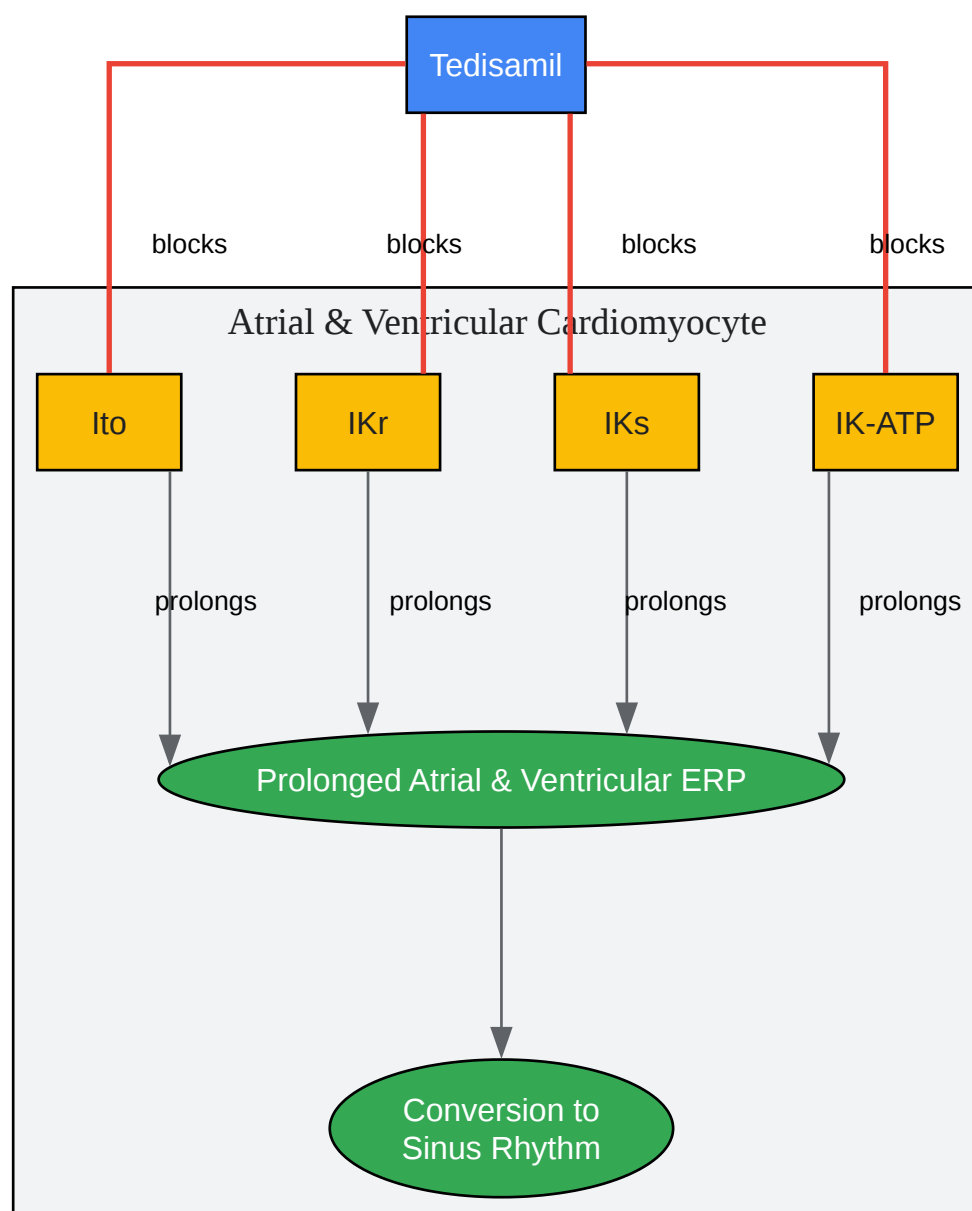 Tedisamil
blocks
blocks
blocks
blocks
Atrial & Ventricular Cardiomyocyte
Ito
IKr
IKs
IK-ATP
prolongs
prolongs
prolongs
prolongs
Prolonged Atrial & Ventricular ERP
Conversion to
Sinus Rhythm